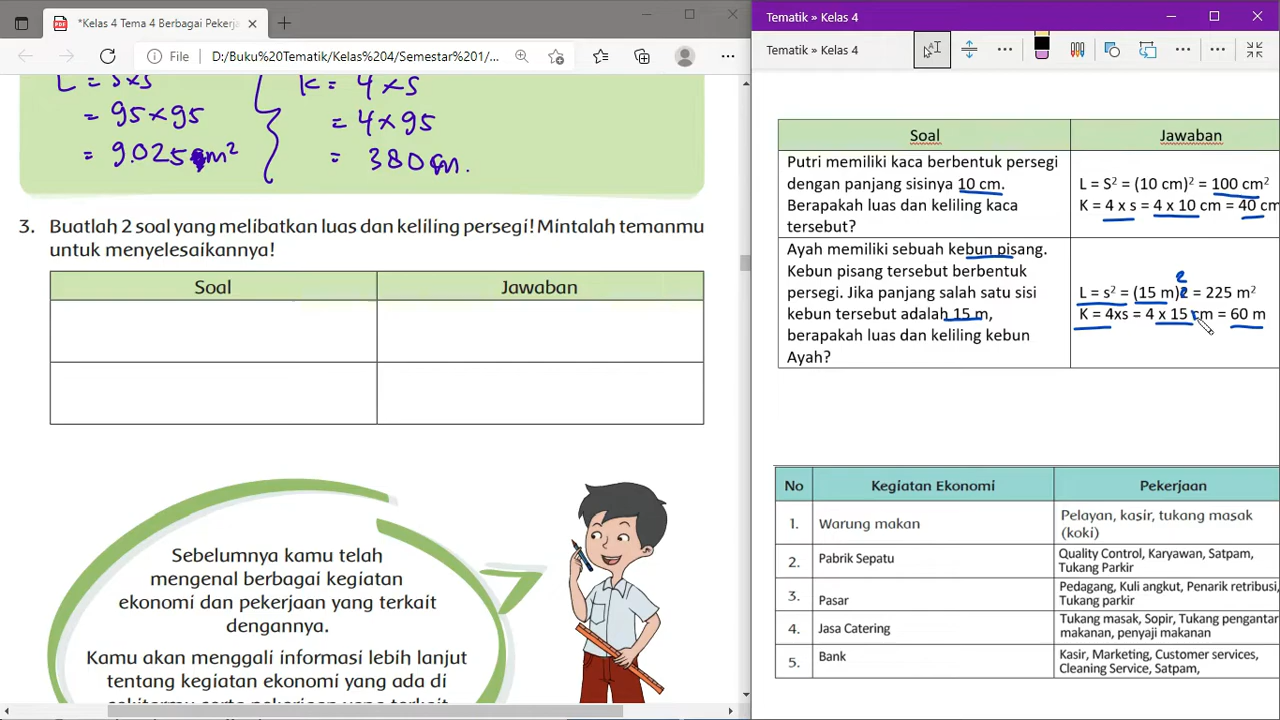 *Kelas 4 Tema 4 Berbagai Pekerja
File
D:/Buku%20Tematik/Kelas%204/Semestar%201/...
L = s×s
= 95×95
= 9.025 cm²
K = 4 ×s
= 4 ×95
= 380 cm.
3. Buatlah 2 soal yang melibatkan luas dan keliling persegi! Mintalah temanmu
untuk menyelesaikannya!
Soal Jawaban
Sebelumnya kamu telah
mengenal berbagai kegiatan
ekonomi dan pekerjaan yang terkait
dengannya.
Kamu akan menggali informasi lebih lanjut
tentang kegiatan ekonomi yang ada di
Tematik » Kelas 4
Tematik » Kelas 4
Soal Jawaban
Putri memiliki kaca berbentuk persegi
dengan panjang sisinya 10 cm.
Berapakah luas dan keliling kaca
tersebut?
L = S² = (10 cm)² = 100 cm²
K = 4 x s = 4 x 10 cm = 40 cm
Ayah memiliki sebuah kebun pisang.
Kebun pisang tersebut berbentuk
persegi. Jika panjang salah satu sisi
kebun tersebut adalah 15 m,
berapakah luas dan keliling kebun
Ayah?
2
L = s² = (15 m)2 = 225 m²
K = 4xs = 4 x 15 cm = 60 m
No Kegiatan Ekonomi Pekerjaan
1. Warung makan Pelayan, kasir, tukang masak
(koki)
2. Pabrik Sepatu Quality Control, Karyawan, Satpam,
Tukang Parkir
3. Pasar Pedagang, Kuli angkut, Penarik retribusi,
Tukang parkir
4. Jasa Catering Tukang masak, Sopir, Tukang pengantar
makanan, penyaji makanan
5. Bank Kasir, Marketing, Customer services,
Cleaning Service, Satpam,